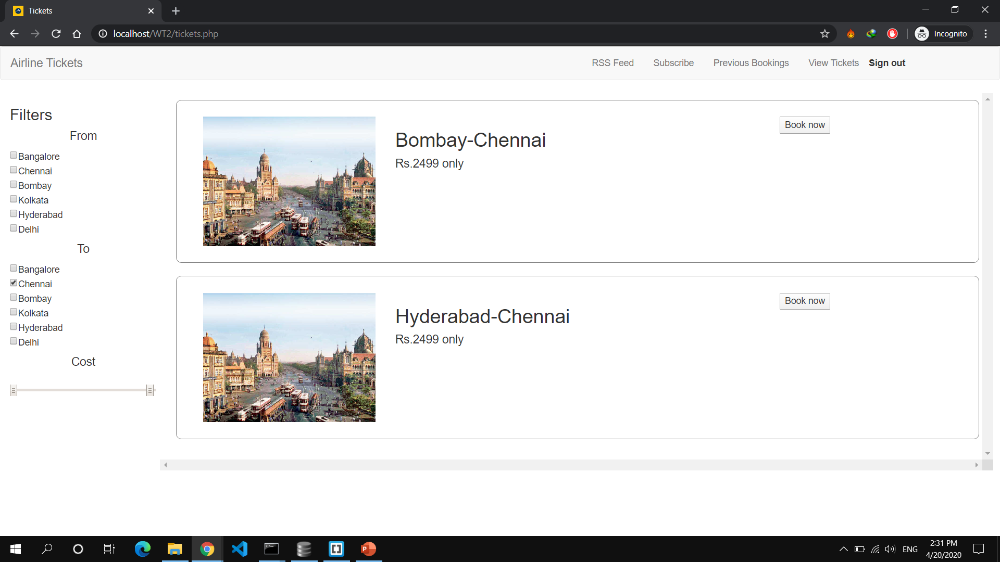 Tickets
localhost/WT2/tickets.php
Incognito
Airline Tickets
RSS Feed
Subscribe
Previous Bookings
View Tickets
Sign out
Filters
From
Bangalore
Chennai
Bombay
Kolkata
Hyderabad
Delhi
To
Bangalore
Chennai
Bombay
Kolkata
Hyderabad
Delhi
Cost
Bombay-Chennai
Rs.2499 only
Book now
Hyderabad-Chennai
Rs.2499 only
Book now
ENG
2:31 PM
4/20/2020